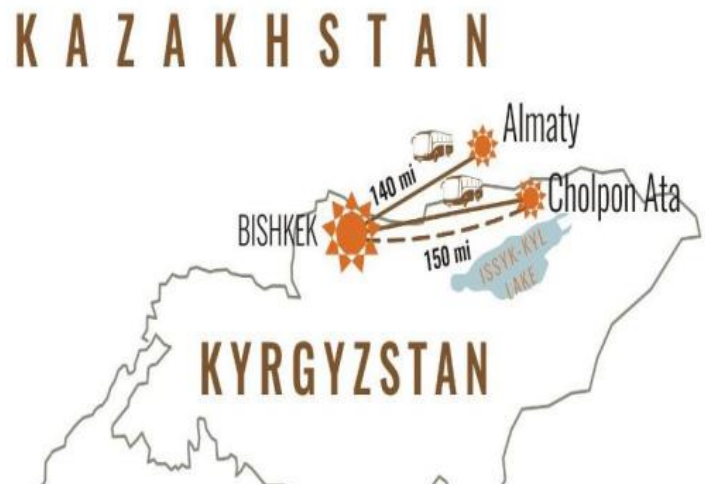 KAZAKHSTAN
Almaty
140 mi
Cholpon Ata
BISHKEK
150 mi
ISSYK-KYL
LAKE
KYRGYZSTAN